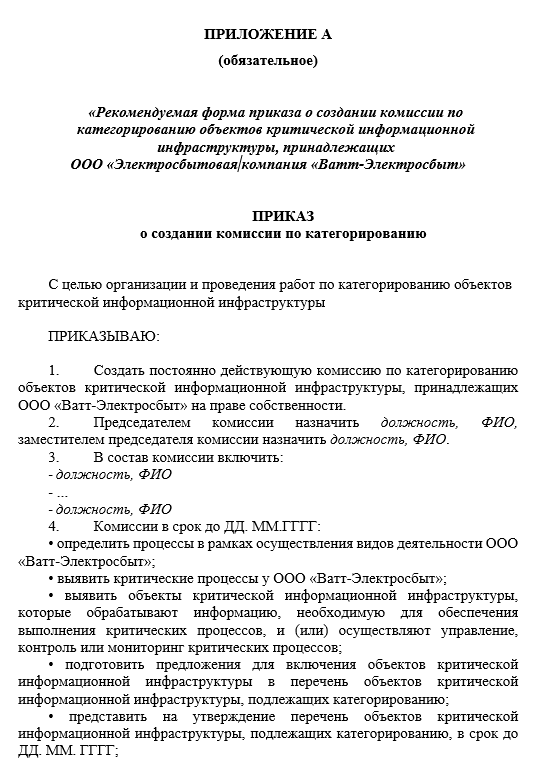 ПРИЛОЖЕНИЕ А
(обязательное)
«Рекомендуемая форма приказа о создании комиссии по
категорированию объектов критической информационной
инфраструктуры, принадлежащих
ООО «Электросбытовая|компания «Ватт-Электросбыт»
ПРИКАЗ
о создании комиссии по категорированию
С целью организации и проведения работ по категорированию объектов
критической информационной инфраструктуры
ПРИКАЗЫВАЮ:
1. Создать постоянно действующую комиссию по категорированию
объектов критической информационной инфраструктуры, принадлежащих
ООО «Ватт-Электросбыт» на праве собственности.
2. Председателем комиссии назначить должность, ФИО,
заместителем председателя комиссии назначить должность, ФИО.
3. В состав комиссии включить:
- должность, ФИО
- ...
- должность, ФИО
4. Комиссии в срок до ДД. ММ.ГГГГ:
• определить процессы в рамках осуществления видов деятельности ООО
«Ватт-Электросбыт»;
• выявить критические процессы у ООО «Ватт-Электросбыт»;
• выявить объекты критической информационной инфраструктуры,
которые обрабатывают информацию, необходимую для обеспечения
выполнения критических процессов, и (или) осуществляют управление,
контроль или мониторинг критических процессов;
• подготовить предложения для включения объектов критической
информационной инфраструктуры в перечень объектов критической
информационной инфраструктуры, подлежащих категорированию;
• представить на утверждение перечень объектов критической
информационной инфраструктуры, подлежащих категорированию, в срок до
ДД. ММ. ГГГГ;